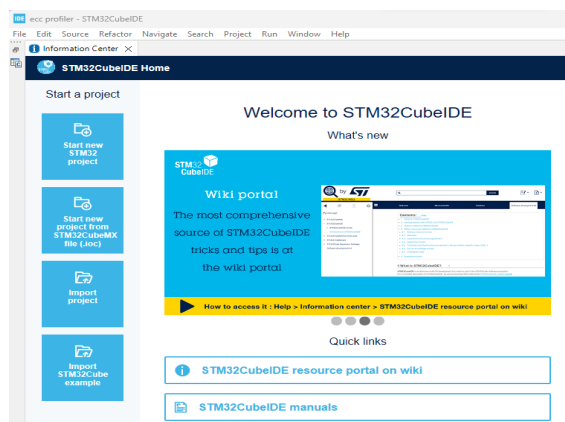 IDE ecc profiler - STM32CubeIDE
File Edit Source Refactor Navigate Search Project Run Window Help
Information Center
STM32CubeIDE Home
Start a project
Start new
STM32
project
Start new
project from
STM32CubeMX
file (.ioc)
Import
project
Import
STM32Cube
example
Welcome to STM32CubeIDE
What's new
STM32
CubeIDE
Wiki portal
The most comprehensive
source of STM32CubeIDE
tricks and tips is at
the wiki portal
by ST
How to access it : Help > Information center > STM32CubeIDE resource portal on wiki
Quick links
STM32CubeIDE resource portal on wiki
STM32CubeIDE manuals